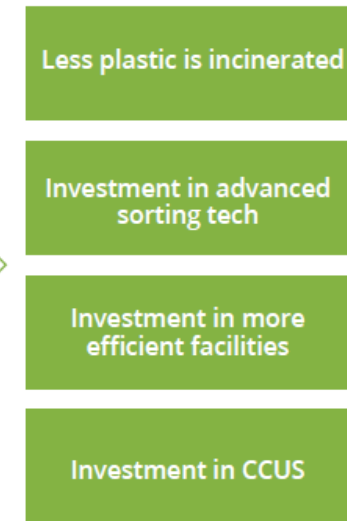 Less plastic is incinerated
Investment in advanced
sorting tech
Investment in more
efficient facilities
Investment in CCUS